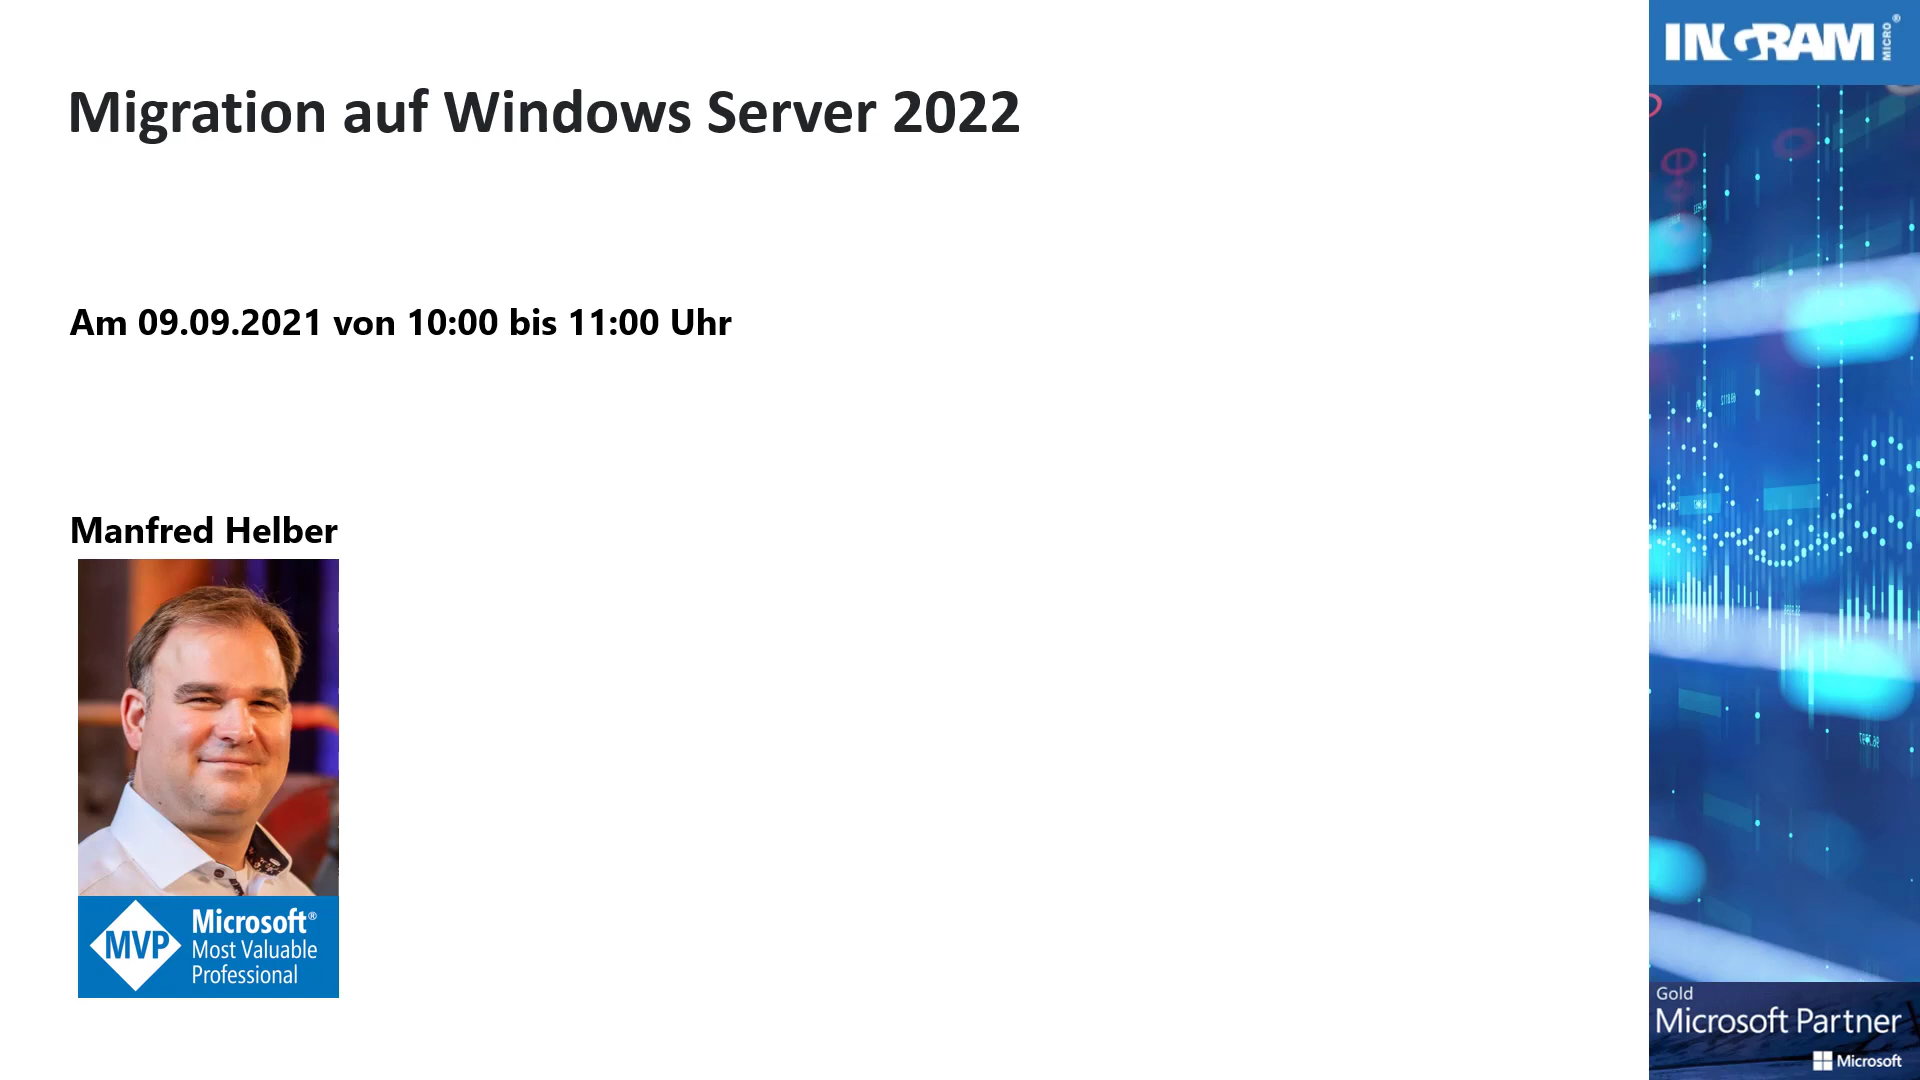 INGRAM MICRO®
Migration auf Windows Server 2022
Am 09.09.2021 von 10:00 bis 11:00 Uhr
Manfred Helber
MVP
Microsoft®
Most Valuable
Professional
Gold
Microsoft Partner
Microsoft